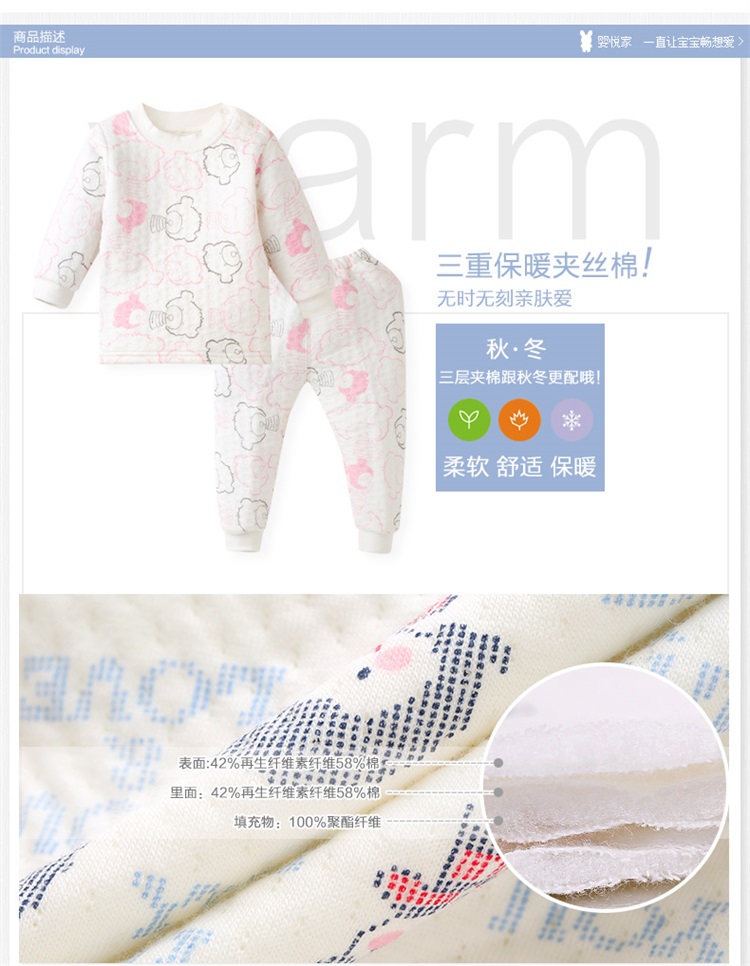 商品描述
Product display
婴悦家 一直让宝宝畅想爱 >
arm
三重保暖夹丝棉!
无时无刻亲肤爱
秋·冬
三层夹棉跟秋冬更配哦!
柔软 舒适 保暖
LOVE
表面:42%再生纤维素纤维58%棉
里面：42%再生纤维素纤维58%棉
填充物：100%聚酯纤维